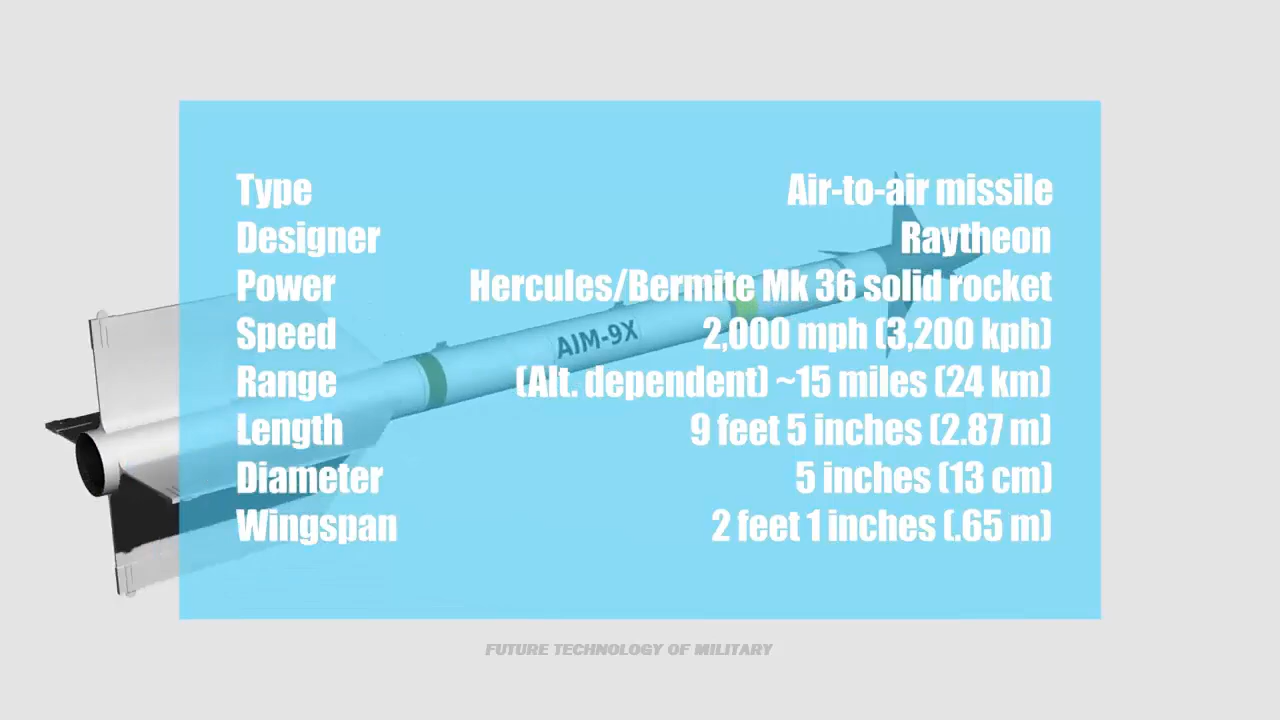 Type Air-to-air missile
Designer Raytheon
Power Hercules/Bermite Mk 36 solid rocket
Speed 2,000 mph (3,200 kph)
AIM-9X
Range (Alt. dependent) ~15 miles (24 km)
Length 9 feet 5 inches (2.87 m)
Diameter 5 inches (13 cm)
Wingspan 2 feet 1 inches (.65 m)
FUTURE TECHNOLOGY OF MILITARY